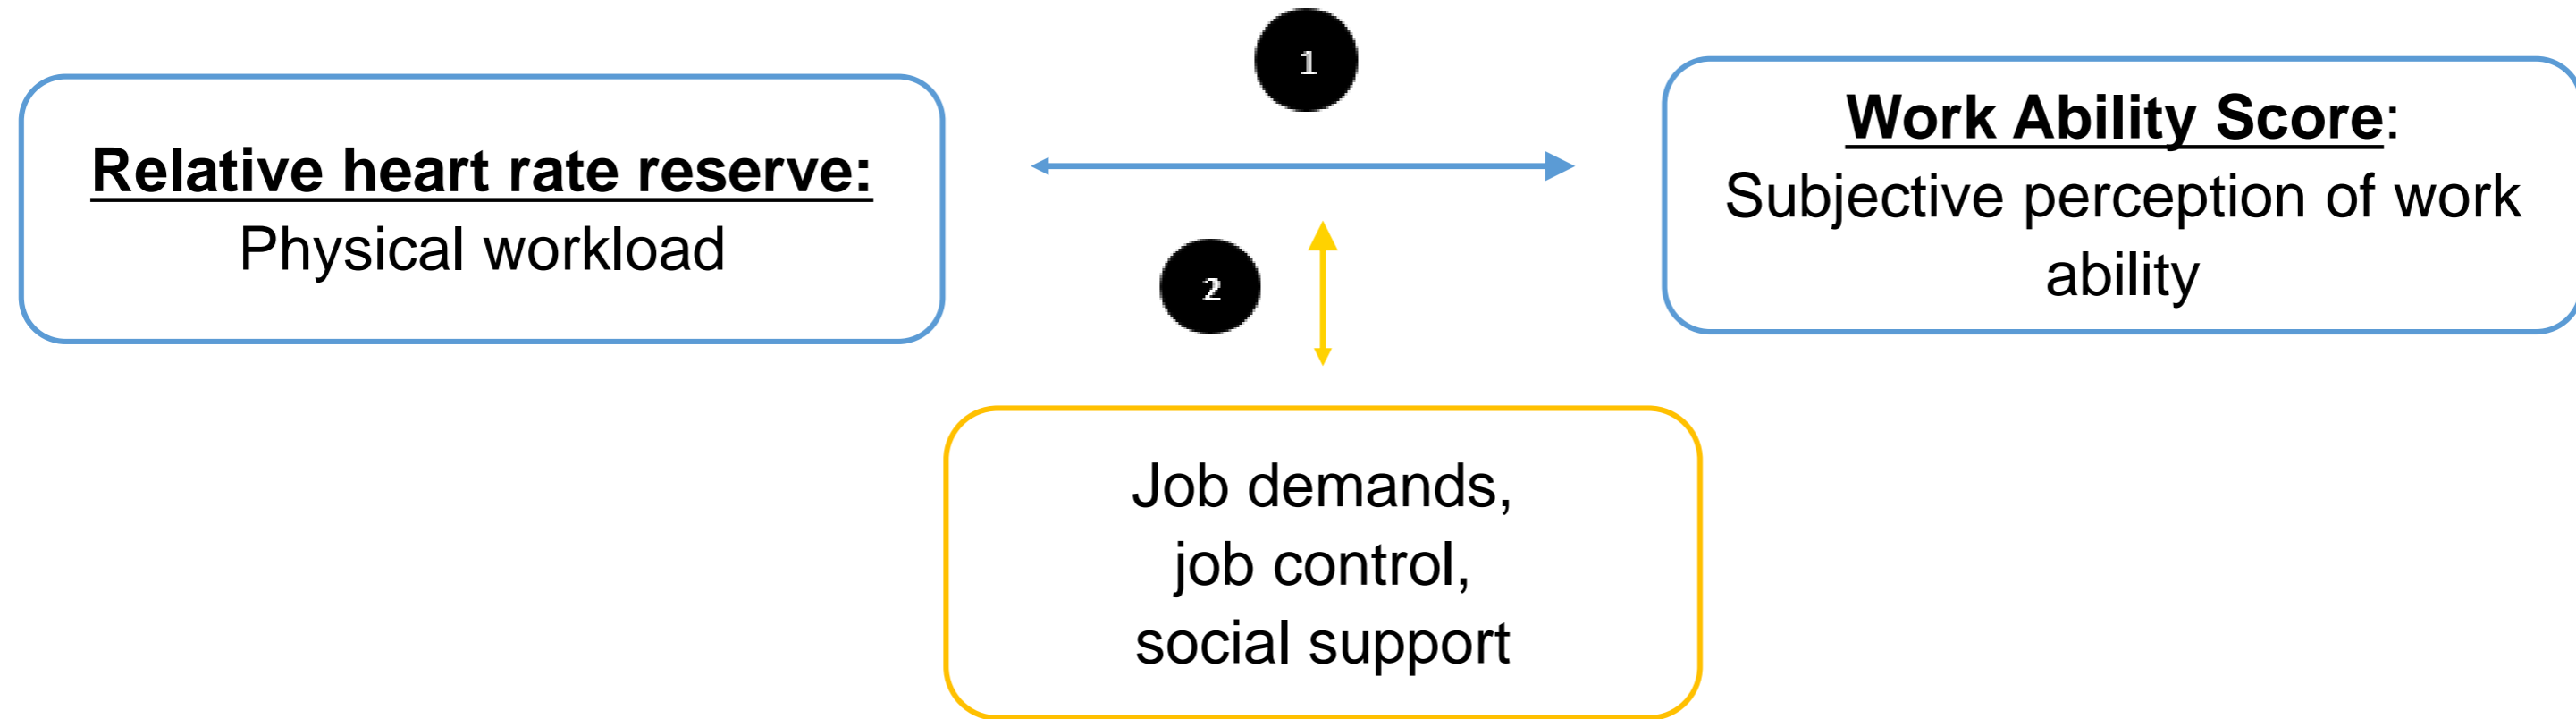 1
Relative heart rate reserve:
Physical workload
Work Ability Score:
Subjective perception of work
ability
2
Job demands,
job control,
social support